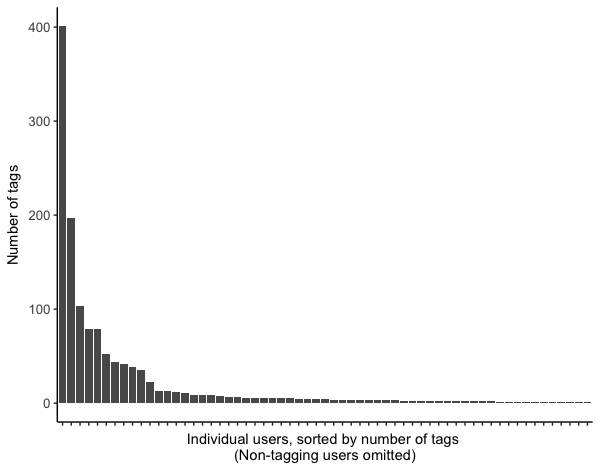 400
300
200
100
0
Number of tags
Individual users, sorted by number of tags
(Non-tagging users omitted)